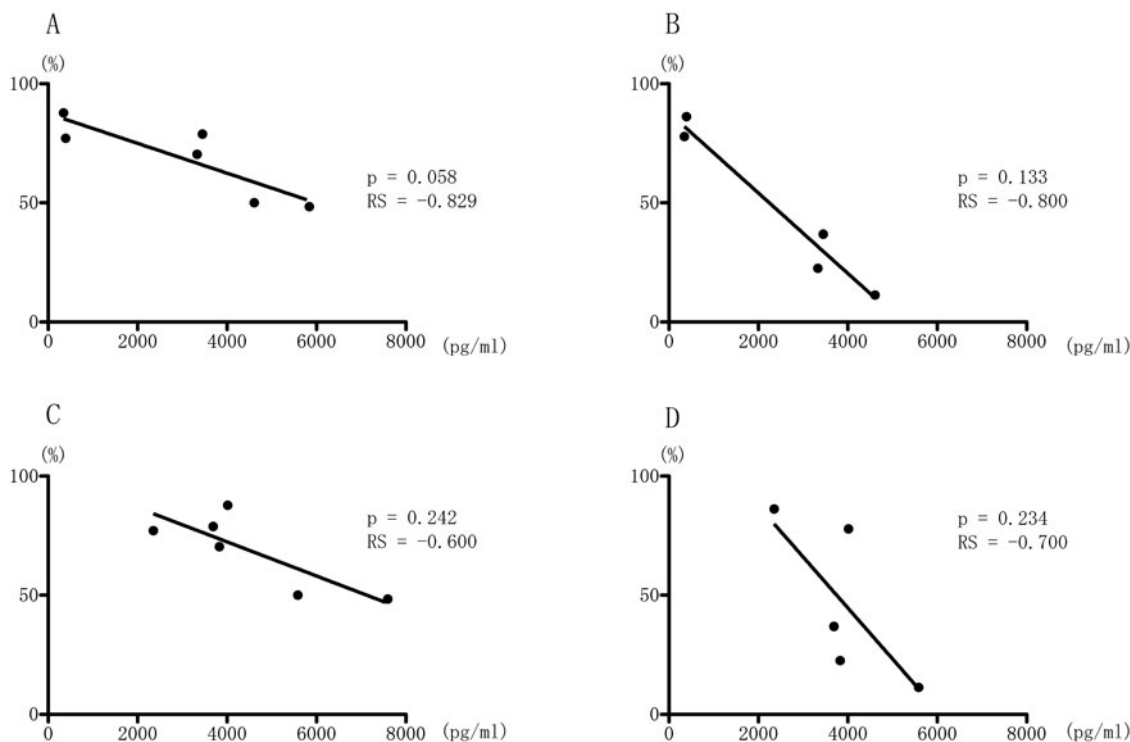 A
(%)
100
50
0
0 2000 4000 6000 8000 (pg/ml)
p = 0.058
RS = -0.829
B
(%)
100
50
0
0 2000 4000 6000 8000 (pg/ml)
p = 0.133
RS = -0.800
C
(%)
100
50
0
0 2000 4000 6000 8000 (pg/ml)
p = 0.242
RS = -0.600
D
(%)
100
50
0
0 2000 4000 6000 8000 (pg/ml)
p = 0.234
RS = -0.700